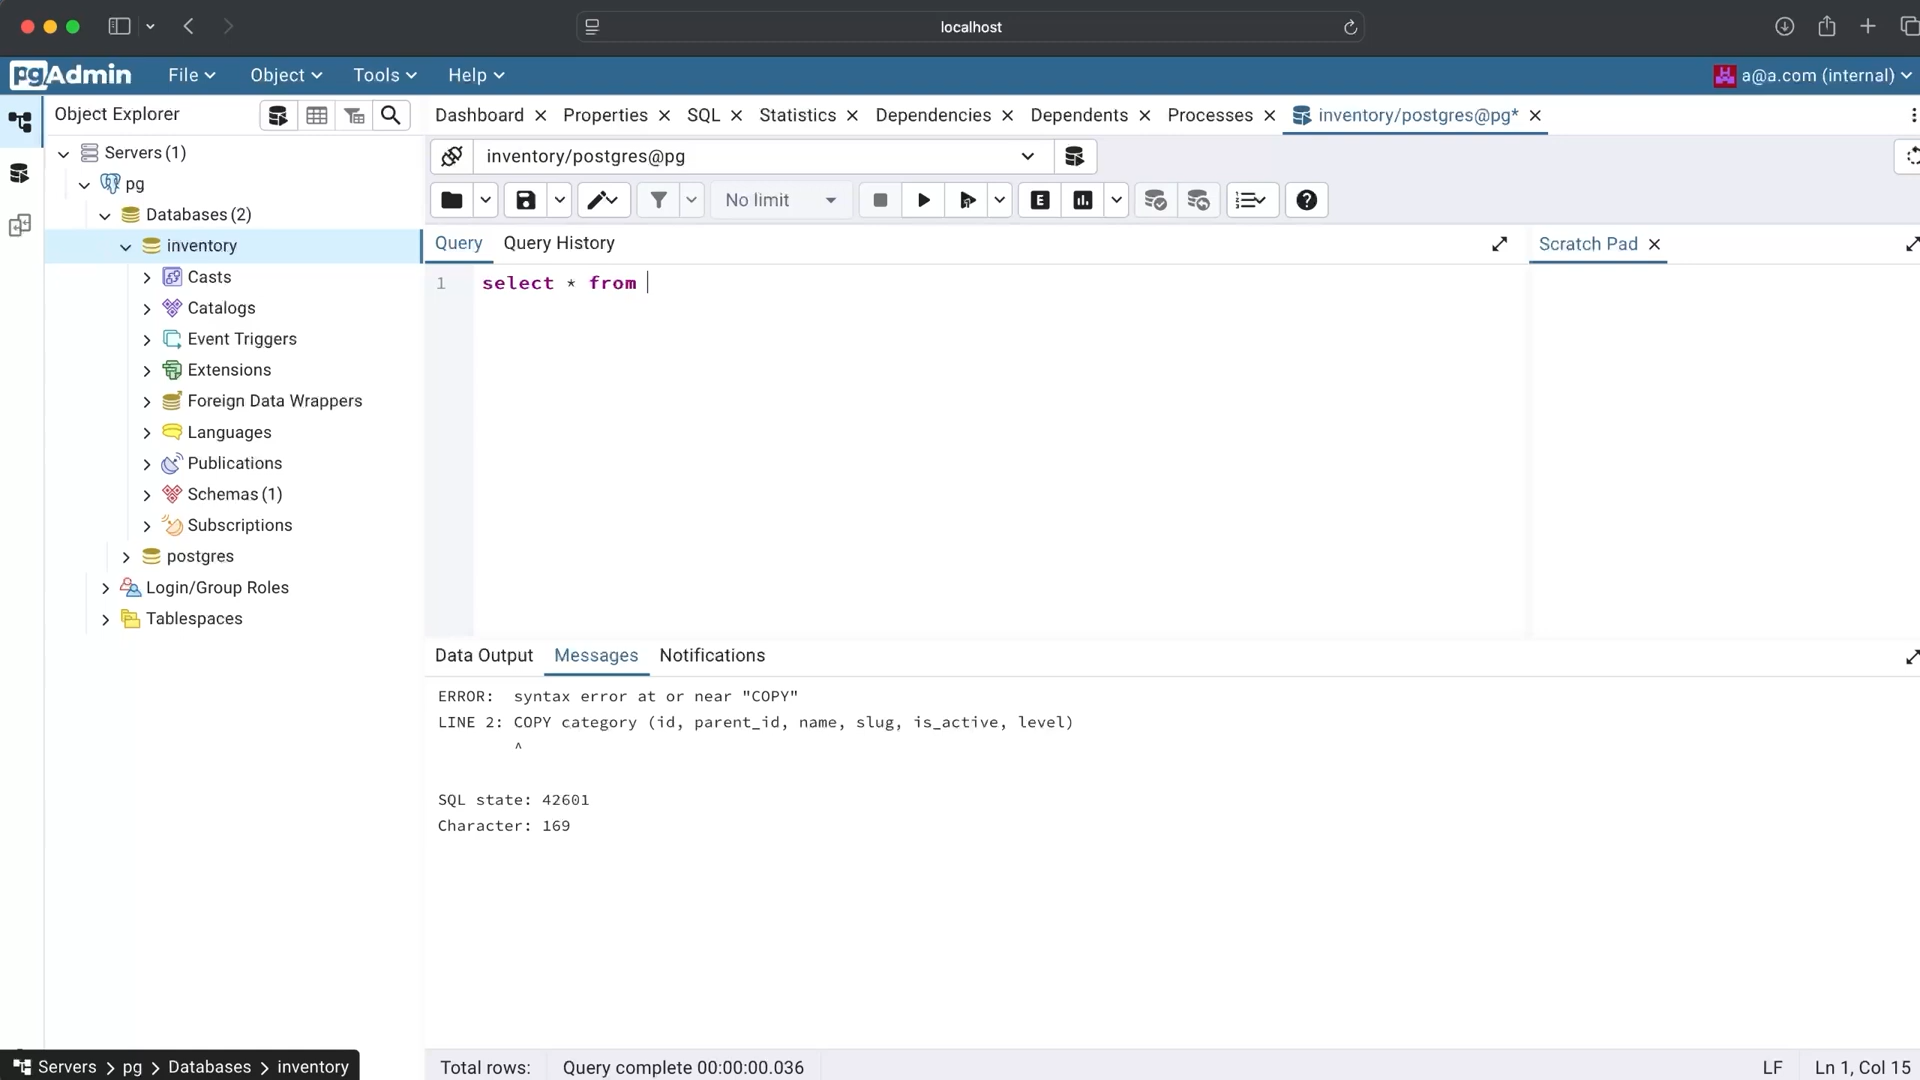 localhost
pgAdmin File Object Tools Help a@a.com (internal)
Object Explorer
Dashboard Properties SQL Statistics Dependencies Dependents Processes inventory/postgres@pg*
Servers (1)
pg
Databases (2)
inventory
Casts
Catalogs
Event Triggers
Extensions
Foreign Data Wrappers
Languages
Publications
Schemas (1)
Subscriptions
postgres
Login/Group Roles
Tablespaces
inventory/postgres@pg
No limit E
Query Query History Scratch Pad
1 select * from
Data Output Messages Notifications
ERROR:  syntax error at or near "COPY"
LINE 2: COPY category (id, parent_id, name, slug, is_active, level)
^
SQL state: 42601
Character: 169
Servers > pg > Databases > inventory
Total rows: Query complete 00:00:00.036 LF Ln 1, Col 15